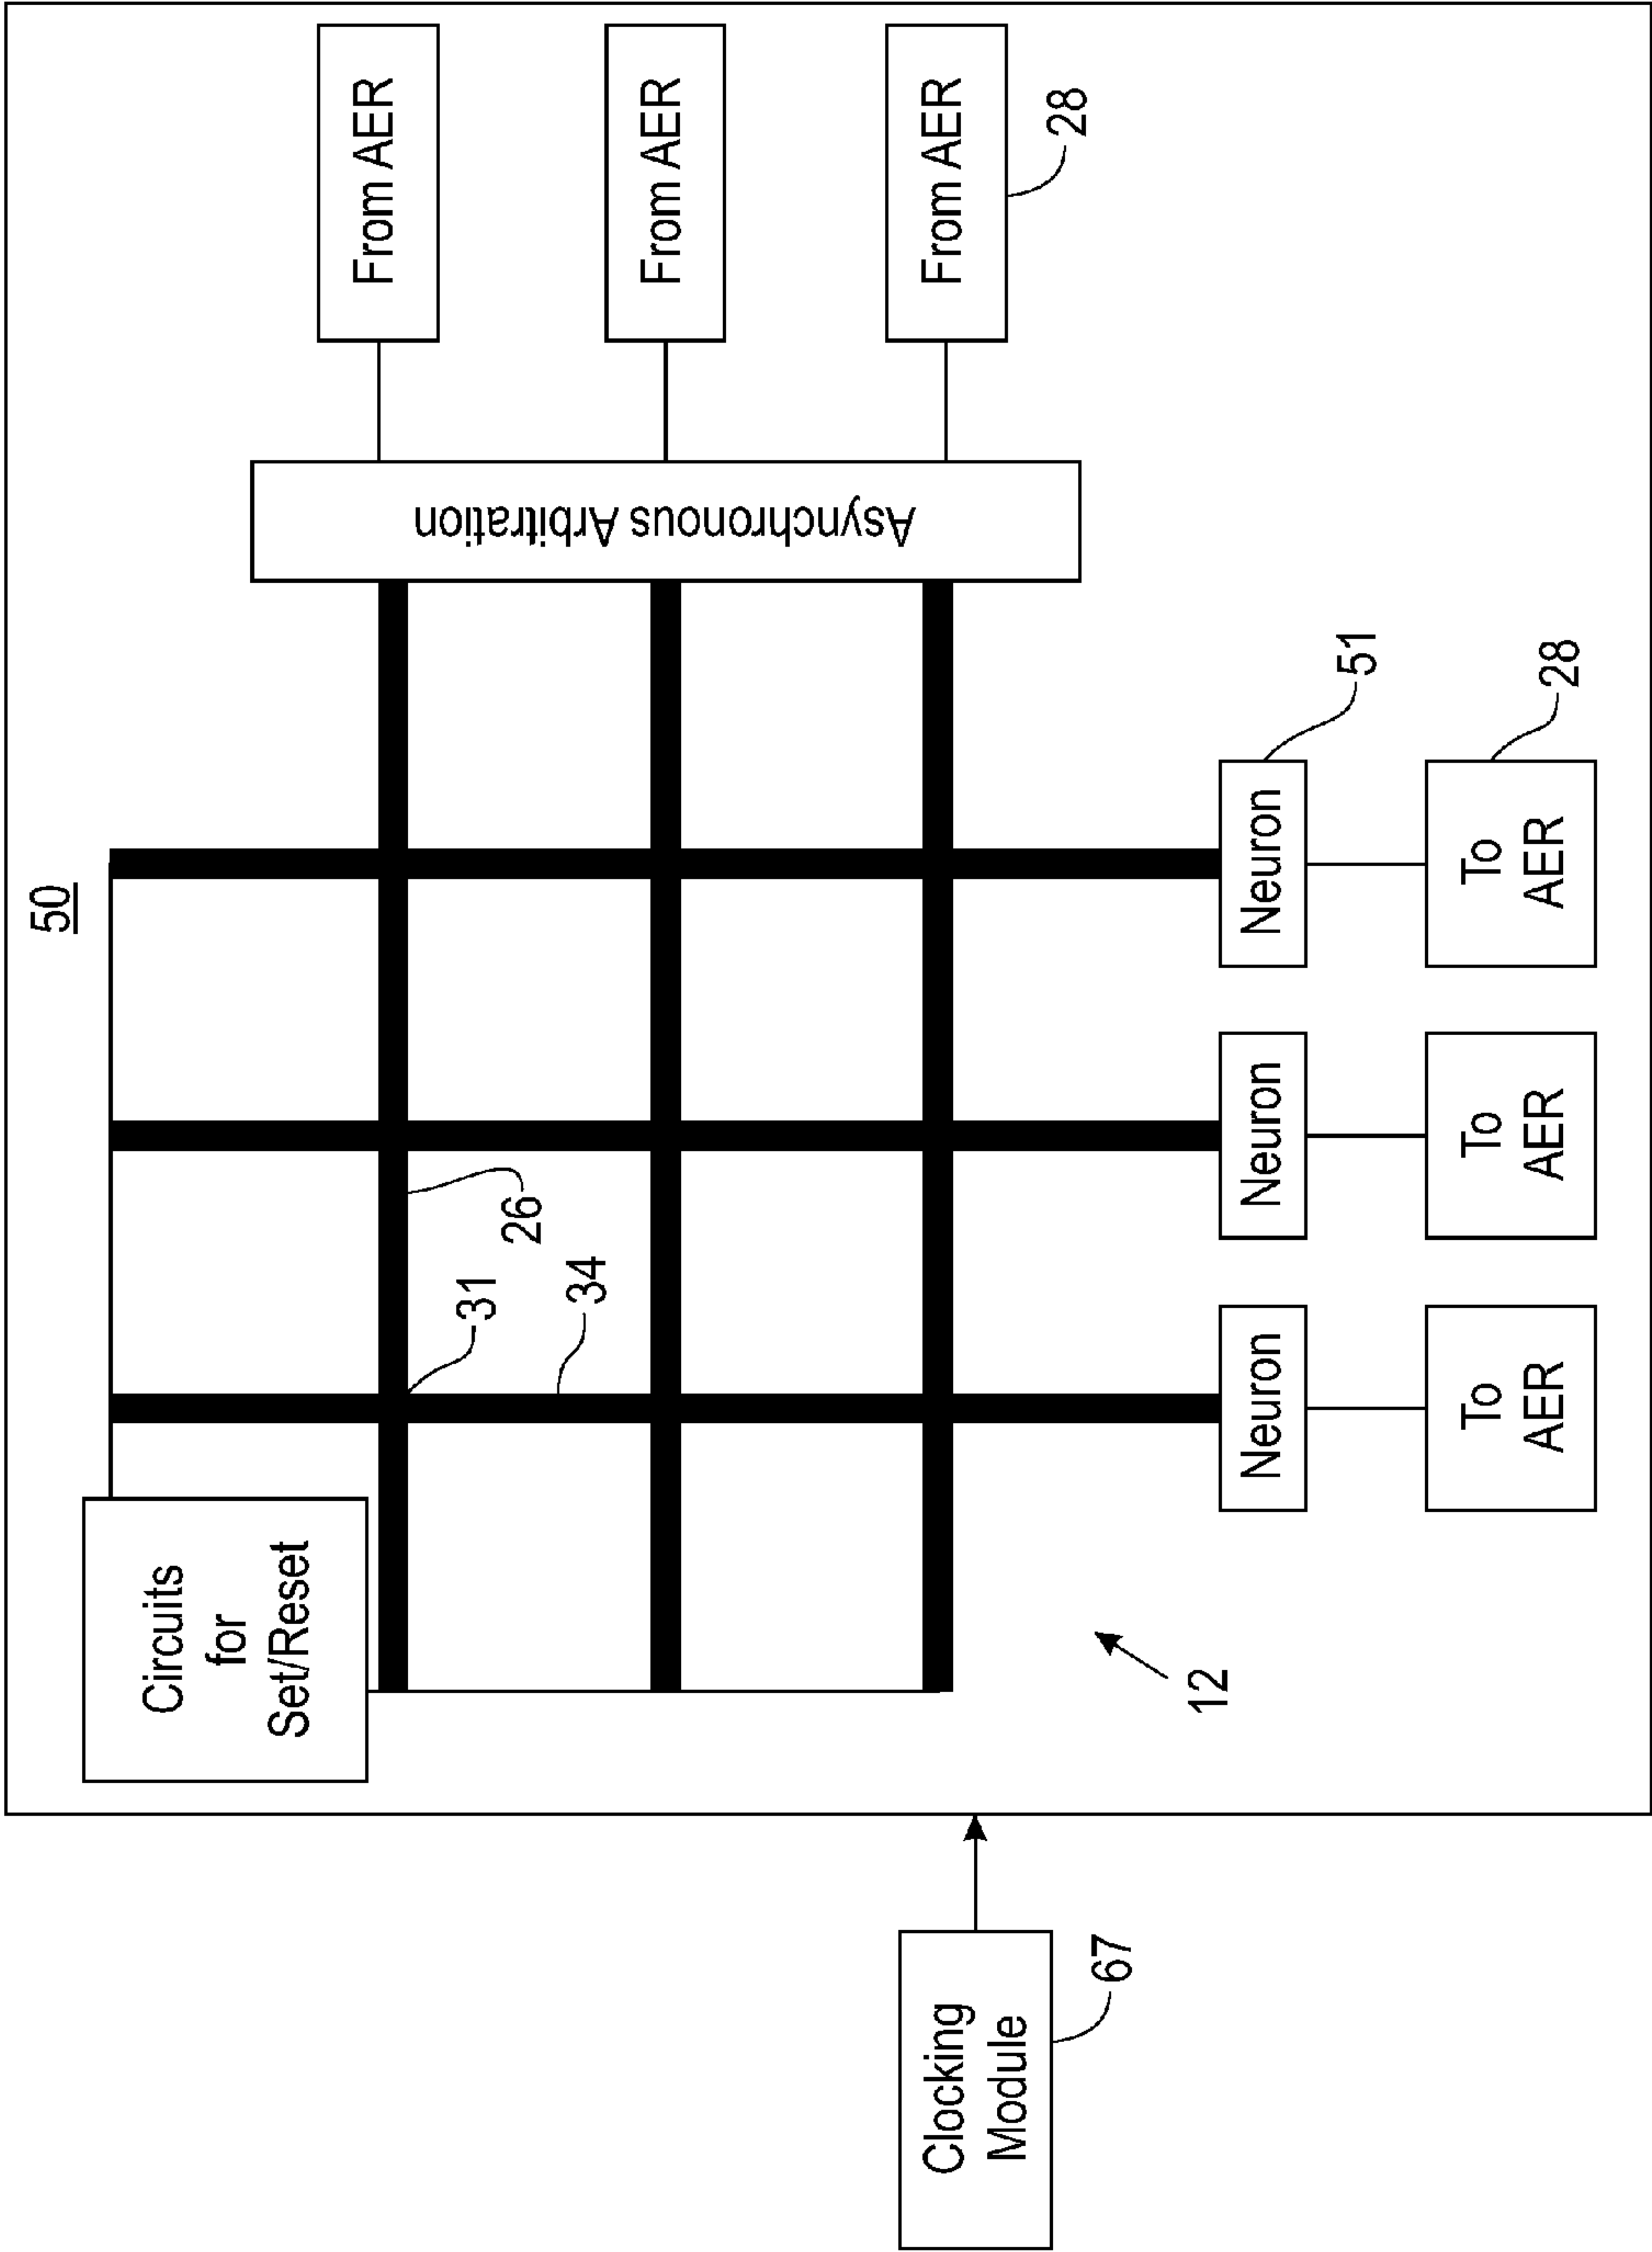 50
Circuits
for
Set/Reset
From AER
31
26
34
From AER
Asynchronous Arbitration
From AER
28
Clocking
Module
67
12
Neuron
Neuron
Neuron
51
To
AER
To
AER
To
AER
28